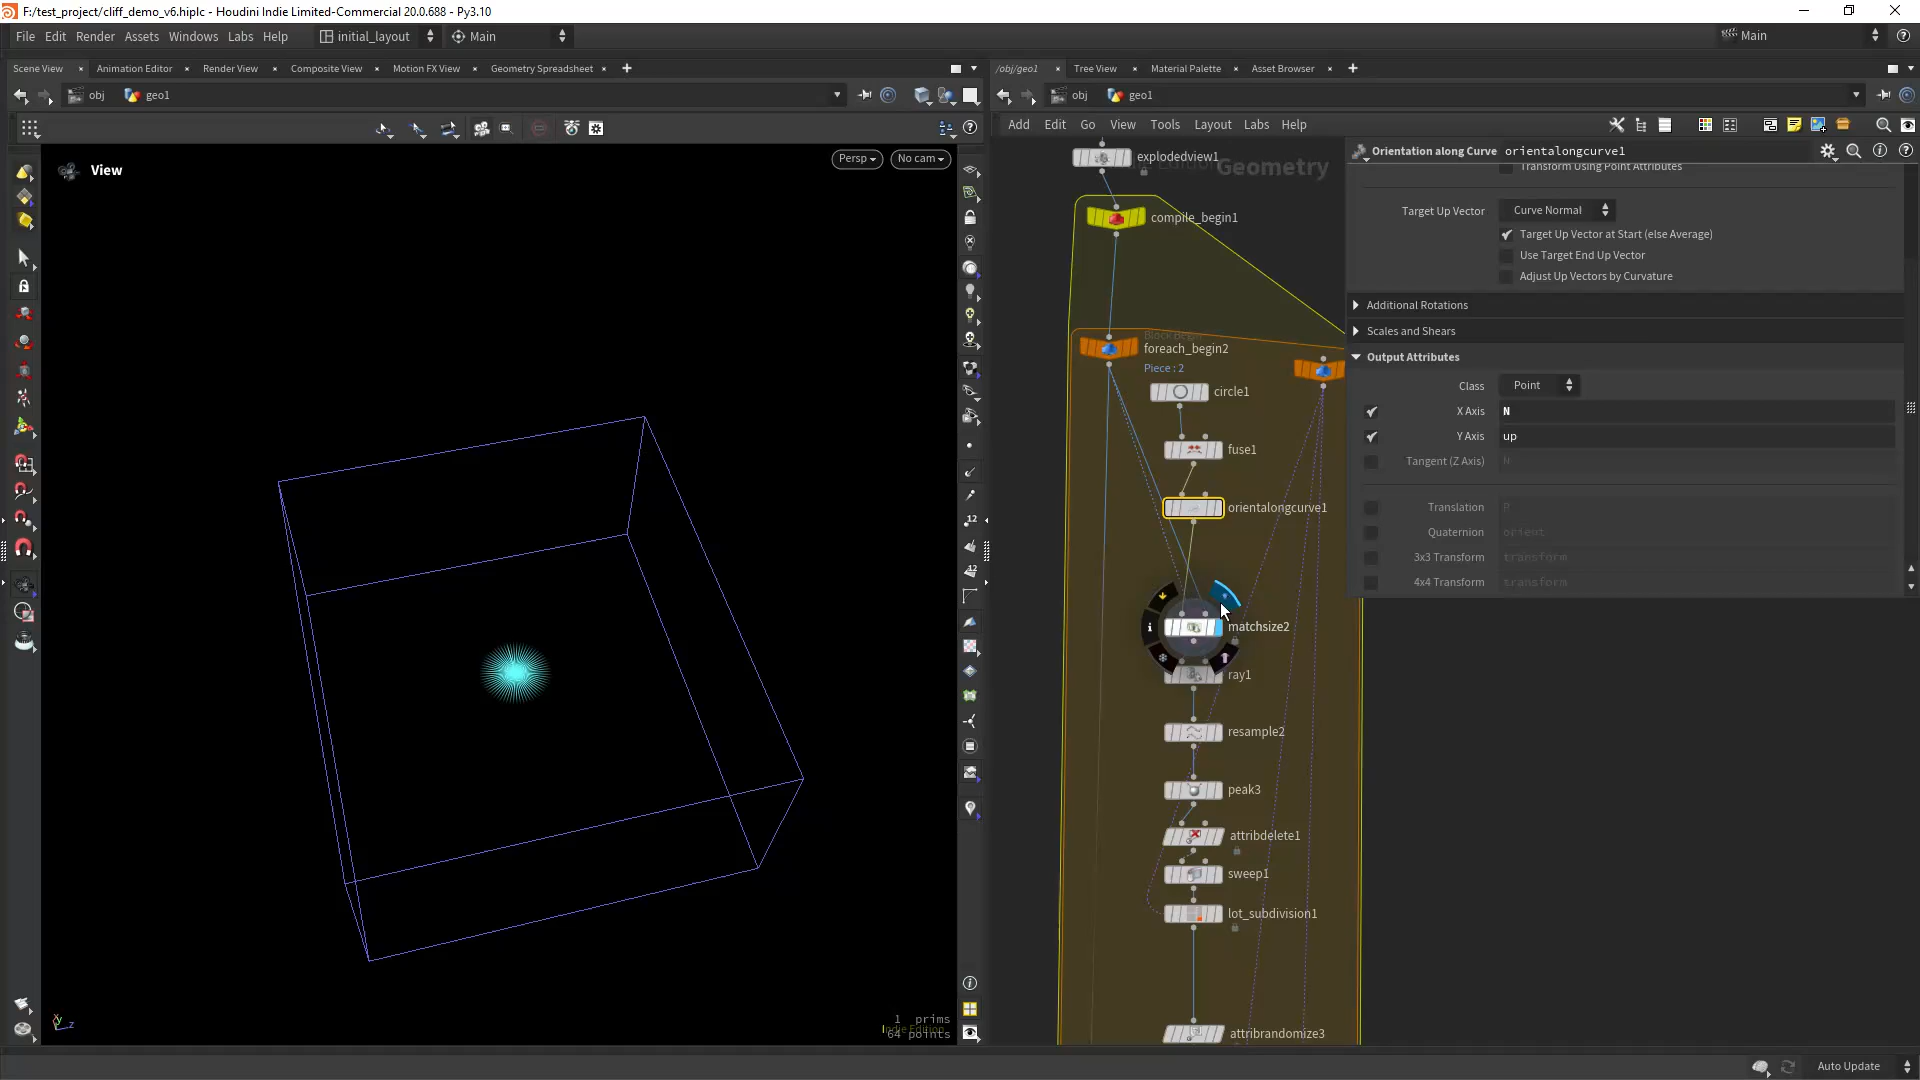 F:/test_project/cliff_demo_v6.hiplc - Houdini Indie Limited-Commercial 20.0.688 - Py3.10
File Edit Render Assets Windows Labs Help initial_layout Main Main
Scene View Animation Editor Render View Composite View Motion FX View Geometry Spreadsheet
/obj/geo1 Tree View Material Palette Asset Browser
obj geo1
obj geo1
Add Edit Go View Tools Layout Labs Help
View
Persp No cam
explodedview1
Geometry
compile_begin1
Block Begin
foreach_begin2
Piece : 2
circle1
fuse1
orientalongcurve1
matchsize2
ray1
resample2
peak3
attribdelete1
sweep1
lot_subdivision1
attribrandomize3
Orientation along Curve orientalongcurve1
Transform Using Point Attributes
Target Up Vector Curve Normal
Target Up Vector at Start (else Average)
Use Target End Up Vector
Adjust Up Vectors by Curvature
Additional Rotations
Scales and Shears
Output Attributes
Class Point
X Axis N
Y Axis up
Tangent (Z Axis) N
Translation P
Quaternion orient
3x3 Transform transform
4x4 Transform transform
12
12
1 prims
Indie Edition
64 points
Auto Update